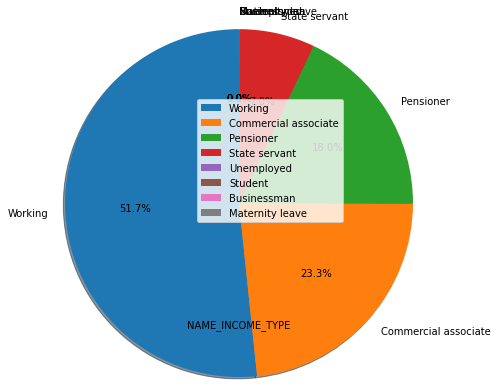 State servant
Pensioner
0.0%
18.0%
Working
Commercial associate
Pensioner
State servant
Unemployed
Student
Businessman
Maternity leave
Working
51.7%
23.3%
NAME_INCOME_TYPE
Commercial associate